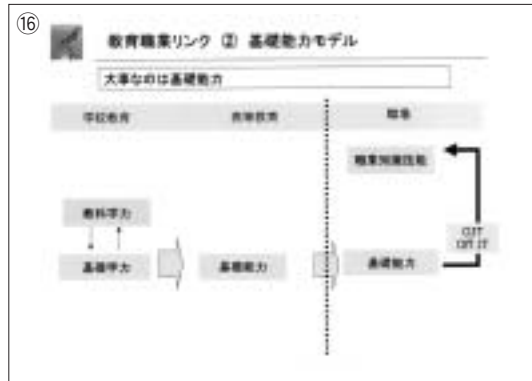 ⑯
教育職業リンク ② 基礎能力モデル
大事なのは基礎能力
学校教育 高等教育 職場
職業知識技能
教科学力
OJT
Off JT
基礎学力 基礎能力 基礎能力